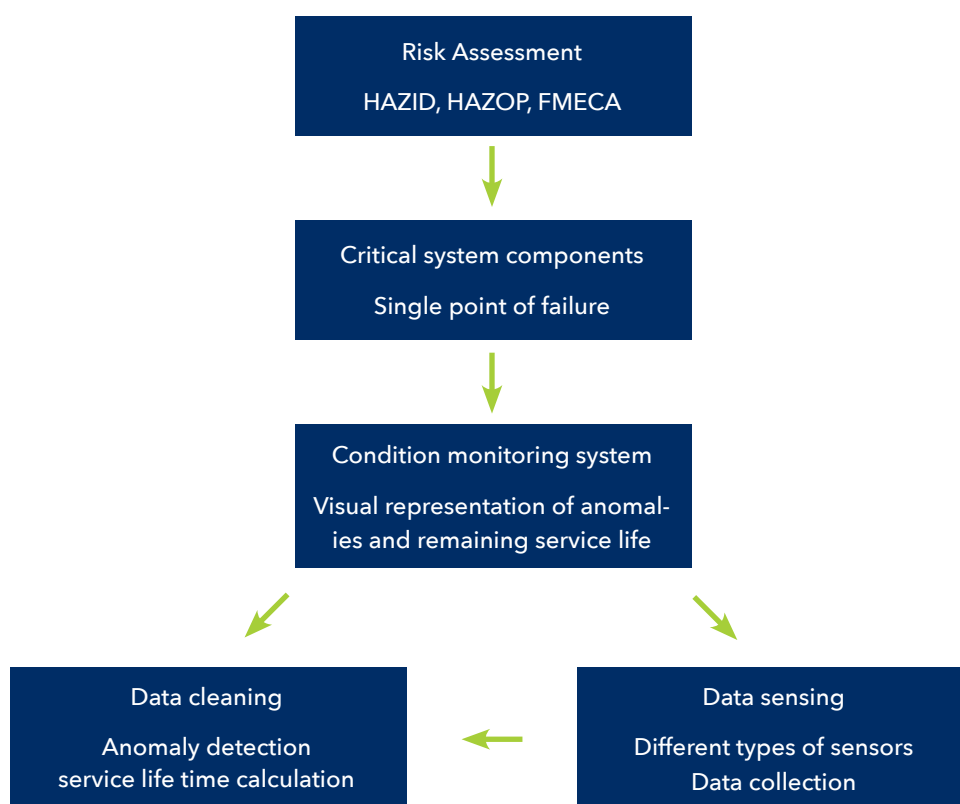 Risk Assessment
HAZID, HAZOP, FMECA
Critical system components
Single point of failure
Condition monitoring system
Visual representation of anomal-
ies and remaining service life
Data cleaning
Anomaly detection
service life time calculation
Data sensing
Different types of sensors
Data collection